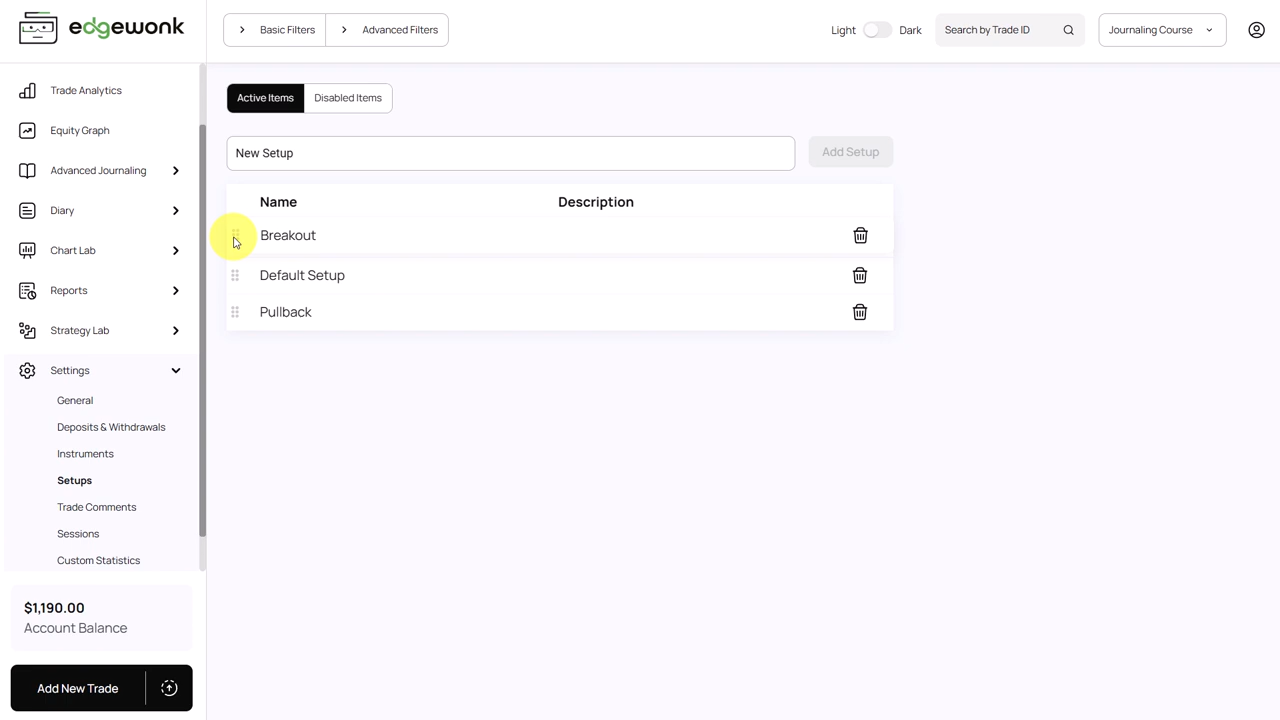 edgewonk
Basic Filters
Advanced Filters
Light
Dark
Search by Trade ID
Journaling Course
Trade Analytics
Equity Graph
Advanced Journaling
Diary
Chart Lab
Reports
Strategy Lab
Settings
General
Deposits & Withdrawals
Instruments
Setups
Trade Comments
Sessions
Custom Statistics
$1,190.00
Account Balance
Add New Trade
Active Items
Disabled Items
New Setup
Add Setup
Name
Description
Breakout
Default Setup
Pullback